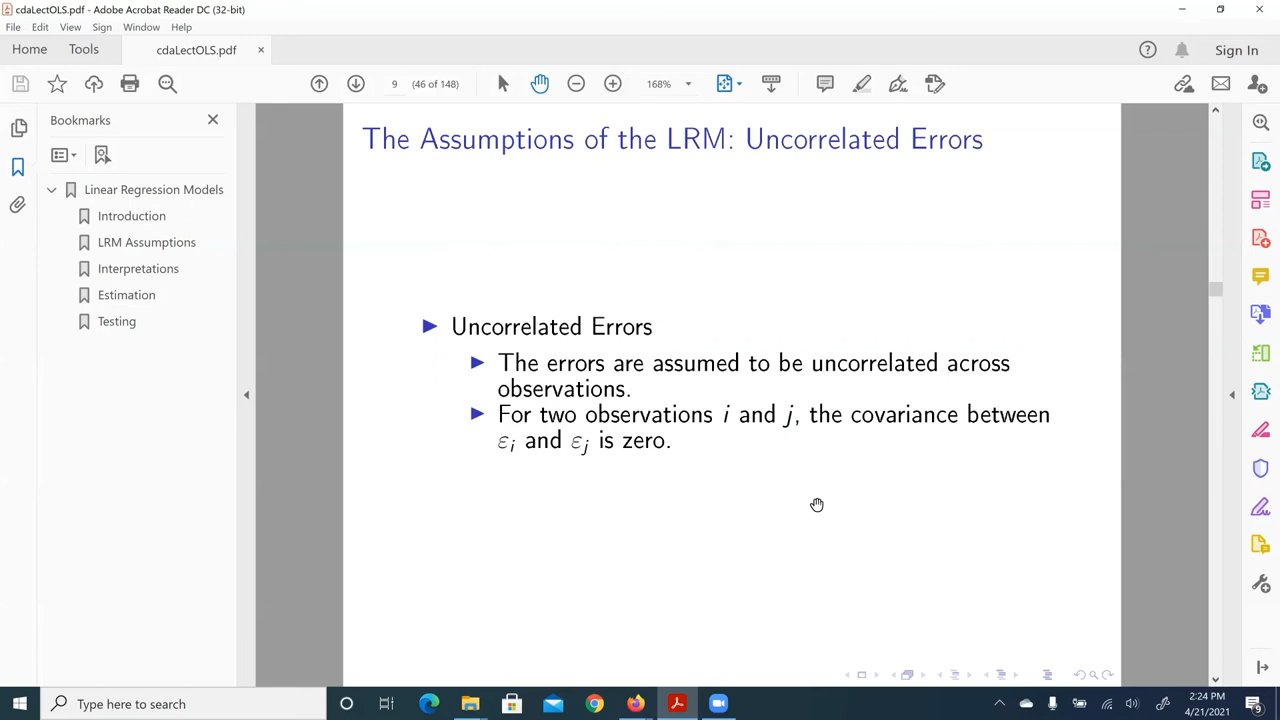 cdaLectOLS.pdf - Adobe Acrobat Reader DC (32-bit)
File Edit View Sign Window Help
Home Tools cdaLectOLS.pdf × Sign In
9 (46 of 148) 168%
Bookmarks
Linear Regression Models
Introduction
LRM Assumptions
Interpretations
Estimation
Testing
The Assumptions of the LRM: Uncorrelated Errors
▶ Uncorrelated Errors
▶ The errors are assumed to be uncorrelated across
observations.
▶ For two observations i and j, the covariance between
εᵢ and εⱼ is zero.
Type here to search
2:24 PM
4/21/2021
9